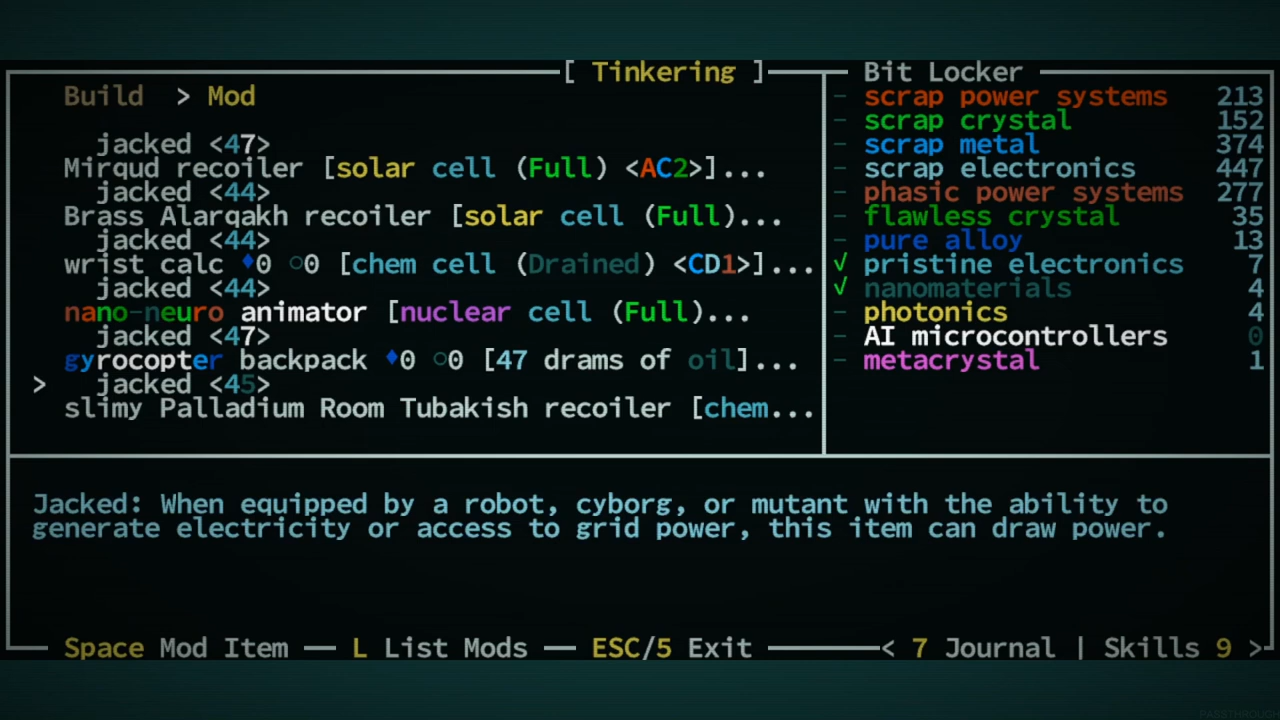 [ Tinkering ]
Build > Mod
jacked <47>
Mirqud recoiler [solar cell (Full) <AC2>]...
jacked <44>
Brass Alarqakh recoiler [solar cell (Full)...
jacked <44>
wrist calc ♦0 ○0 [chem cell (Drained) <CD1>]...
jacked <44>
nano-neuro animator [nuclear cell (Full)...
jacked <47>
gyrocopter backpack ♦0 ○0 [47 drams of oil]...
> jacked <45>
slimy Palladium Room Tubakish recoiler [chem...
Bit Locker
- scrap power systems 213
- scrap crystal 152
- scrap metal 374
- scrap electronics 447
- phasic power systems 277
- flawless crystal 35
- pure alloy 13
√ pristine electronics 7
√ nanomaterials 4
- photonics 4
- AI microcontrollers 0
- metacrystal 1
Jacked: When equipped by a robot, cyborg, or mutant with the ability to
generate electricity or access to grid power, this item can draw power.
Space Mod Item — L List Mods — ESC/5 Exit < 7 Journal | Skills 9 >